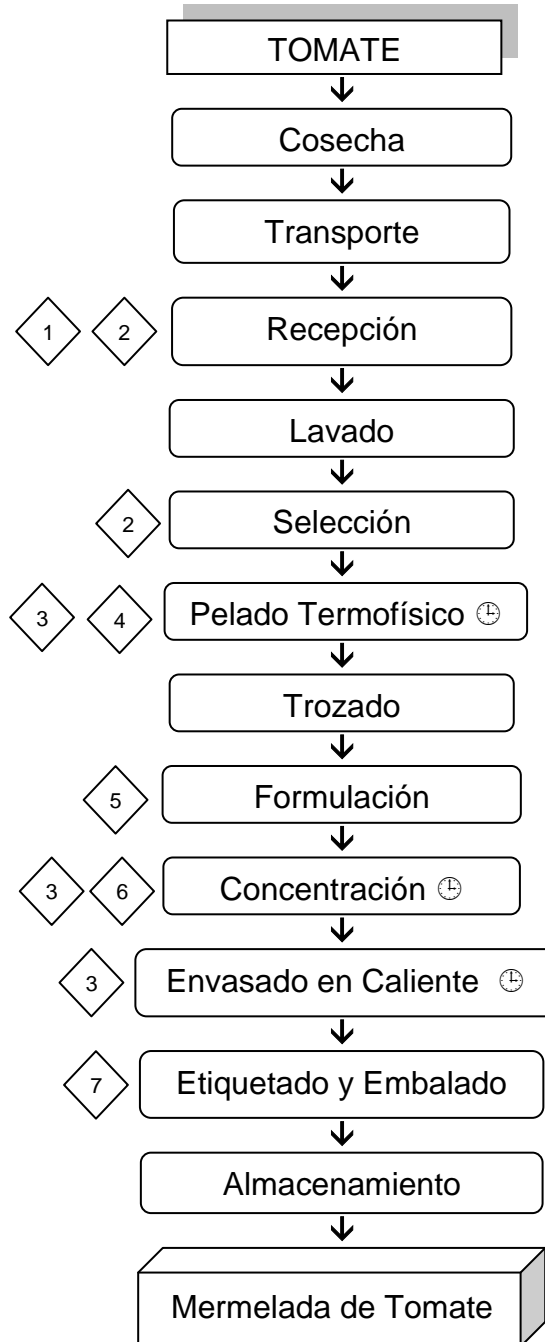 TOMATE
Cosecha
Transporte
1 2 Recepción
Lavado
2 Selección
3 4 Pelado Termofísico
Trozado
5 Formulación
3 6 Concentración
3 Envasado en Caliente
7 Etiquetado y Embalado
Almacenamiento
Mermelada de Tomate